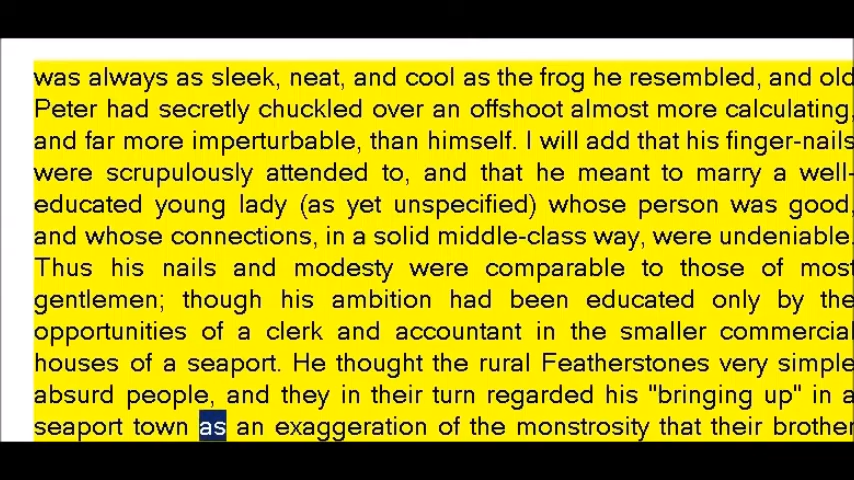 was always as sleek, neat, and cool as the frog he resembled, and old
Peter had secretly chuckled over an offshoot almost more calculating,
and far more imperturbable, than himself. I will add that his finger-nails
were scrupulously attended to, and that he meant to marry a well-
educated young lady (as yet unspecified) whose person was good,
and whose connections, in a solid middle-class way, were undeniable.
Thus his nails and modesty were comparable to those of most
gentlemen; though his ambition had been educated only by the
opportunities of a clerk and accountant in the smaller commercial
houses of a seaport. He thought the rural Featherstones very simple
absurd people, and they in their turn regarded his "bringing up" in a
seaport town as an exaggeration of the monstrosity that their brother